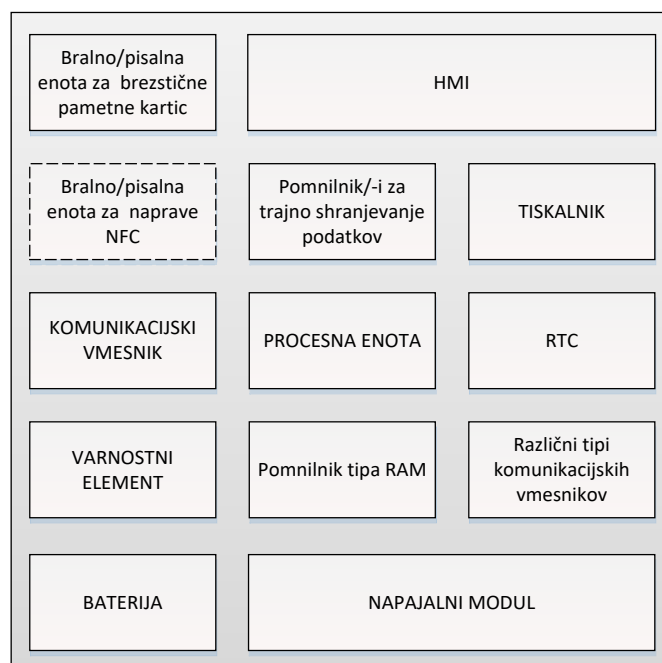 Bralno/pisalna
enota za  brezstične
pametne kartic
HMI
Bralno/pisalna
enota za  naprave
NFC
Pomnilnik/-i za
trajno shranjevanje
podatkov
TISKALNIK
KOMUNIKACIJSKI
VMESNIK
PROCESNA ENOTA
RTC
VARNOSTNI
ELEMENT
Pomnilnik tipa RAM
Različni tipi
komunikacijskih
vmesnikov
BATERIJA
NAPAJALNI MODUL